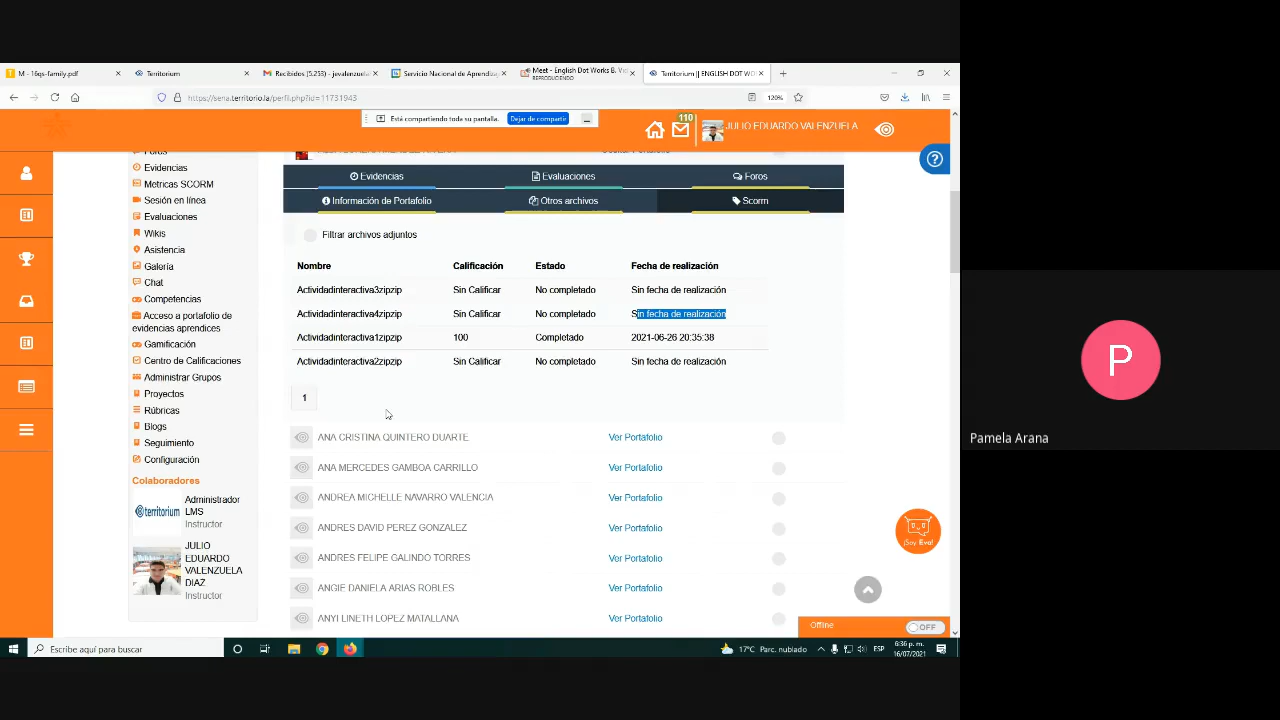 M - 16qs-family.pdf
Territorium
Recibidos (5,253) - jevalenzuela
Servicio Nacional de Aprendizaj
Meet - English Dot Works B, Vie
REPRODUCIENDO
Territorium || ENGLISH DOT WO
https://sena.territorio.la/perfil.php?id=11731943
120%
Está compartiendo toda su pantalla.
Dejar de compartir
110
JULIO EDUARDO VALENZUELA
Foros
Evidencias
Metricas SCORM
Sesión en línea
Evaluaciones
Wikis
Asistencia
Galería
Chat
Competencias
Acceso a portafolio de
evidencias aprendices
Gamificación
Centro de Calificaciones
Administrar Grupos
Proyectos
Rúbricas
Blogs
Seguimiento
Configuración
Colaboradores
territorium
Administrador
LMS
Instructor
JULIO
EDUARDO
VALENZUELA
DIAZ
Instructor
Evidencias
Evaluaciones
Foros
Información de Portafolio
Otros archivos
Scorm
Filtrar archivos adjuntos
Nombre Calificación Estado Fecha de realización
Actividadinteractiva3zipzip Sin Calificar No completado Sin fecha de realización
Actividadinteractiva4zipzip Sin Calificar No completado Sin fecha de realización
Actividadinteractiva1zipzip 100 Completado 2021-06-26 20:35:38
Actividadinteractiva2zipzip Sin Calificar No completado Sin fecha de realización
1
ANA CRISTINA QUINTERO DUARTE Ver Portafolio
ANA MERCEDES GAMBOA CARRILLO Ver Portafolio
ANDREA MICHELLE NAVARRO VALENCIA Ver Portafolio
ANDRES DAVID PEREZ GONZALEZ Ver Portafolio
ANDRES FELIPE GALINDO TORRES Ver Portafolio
ANGIE DANIELA ARIAS ROBLES Ver Portafolio
ANYI LINETH LOPEZ MATALLANA Ver Portafolio
¡Soy Eva!
Offline
OFF
Escribe aquí para buscar
17°C Parc. nublado
ESP
6:36 p. m.
16/07/2021
P
Pamela Arana